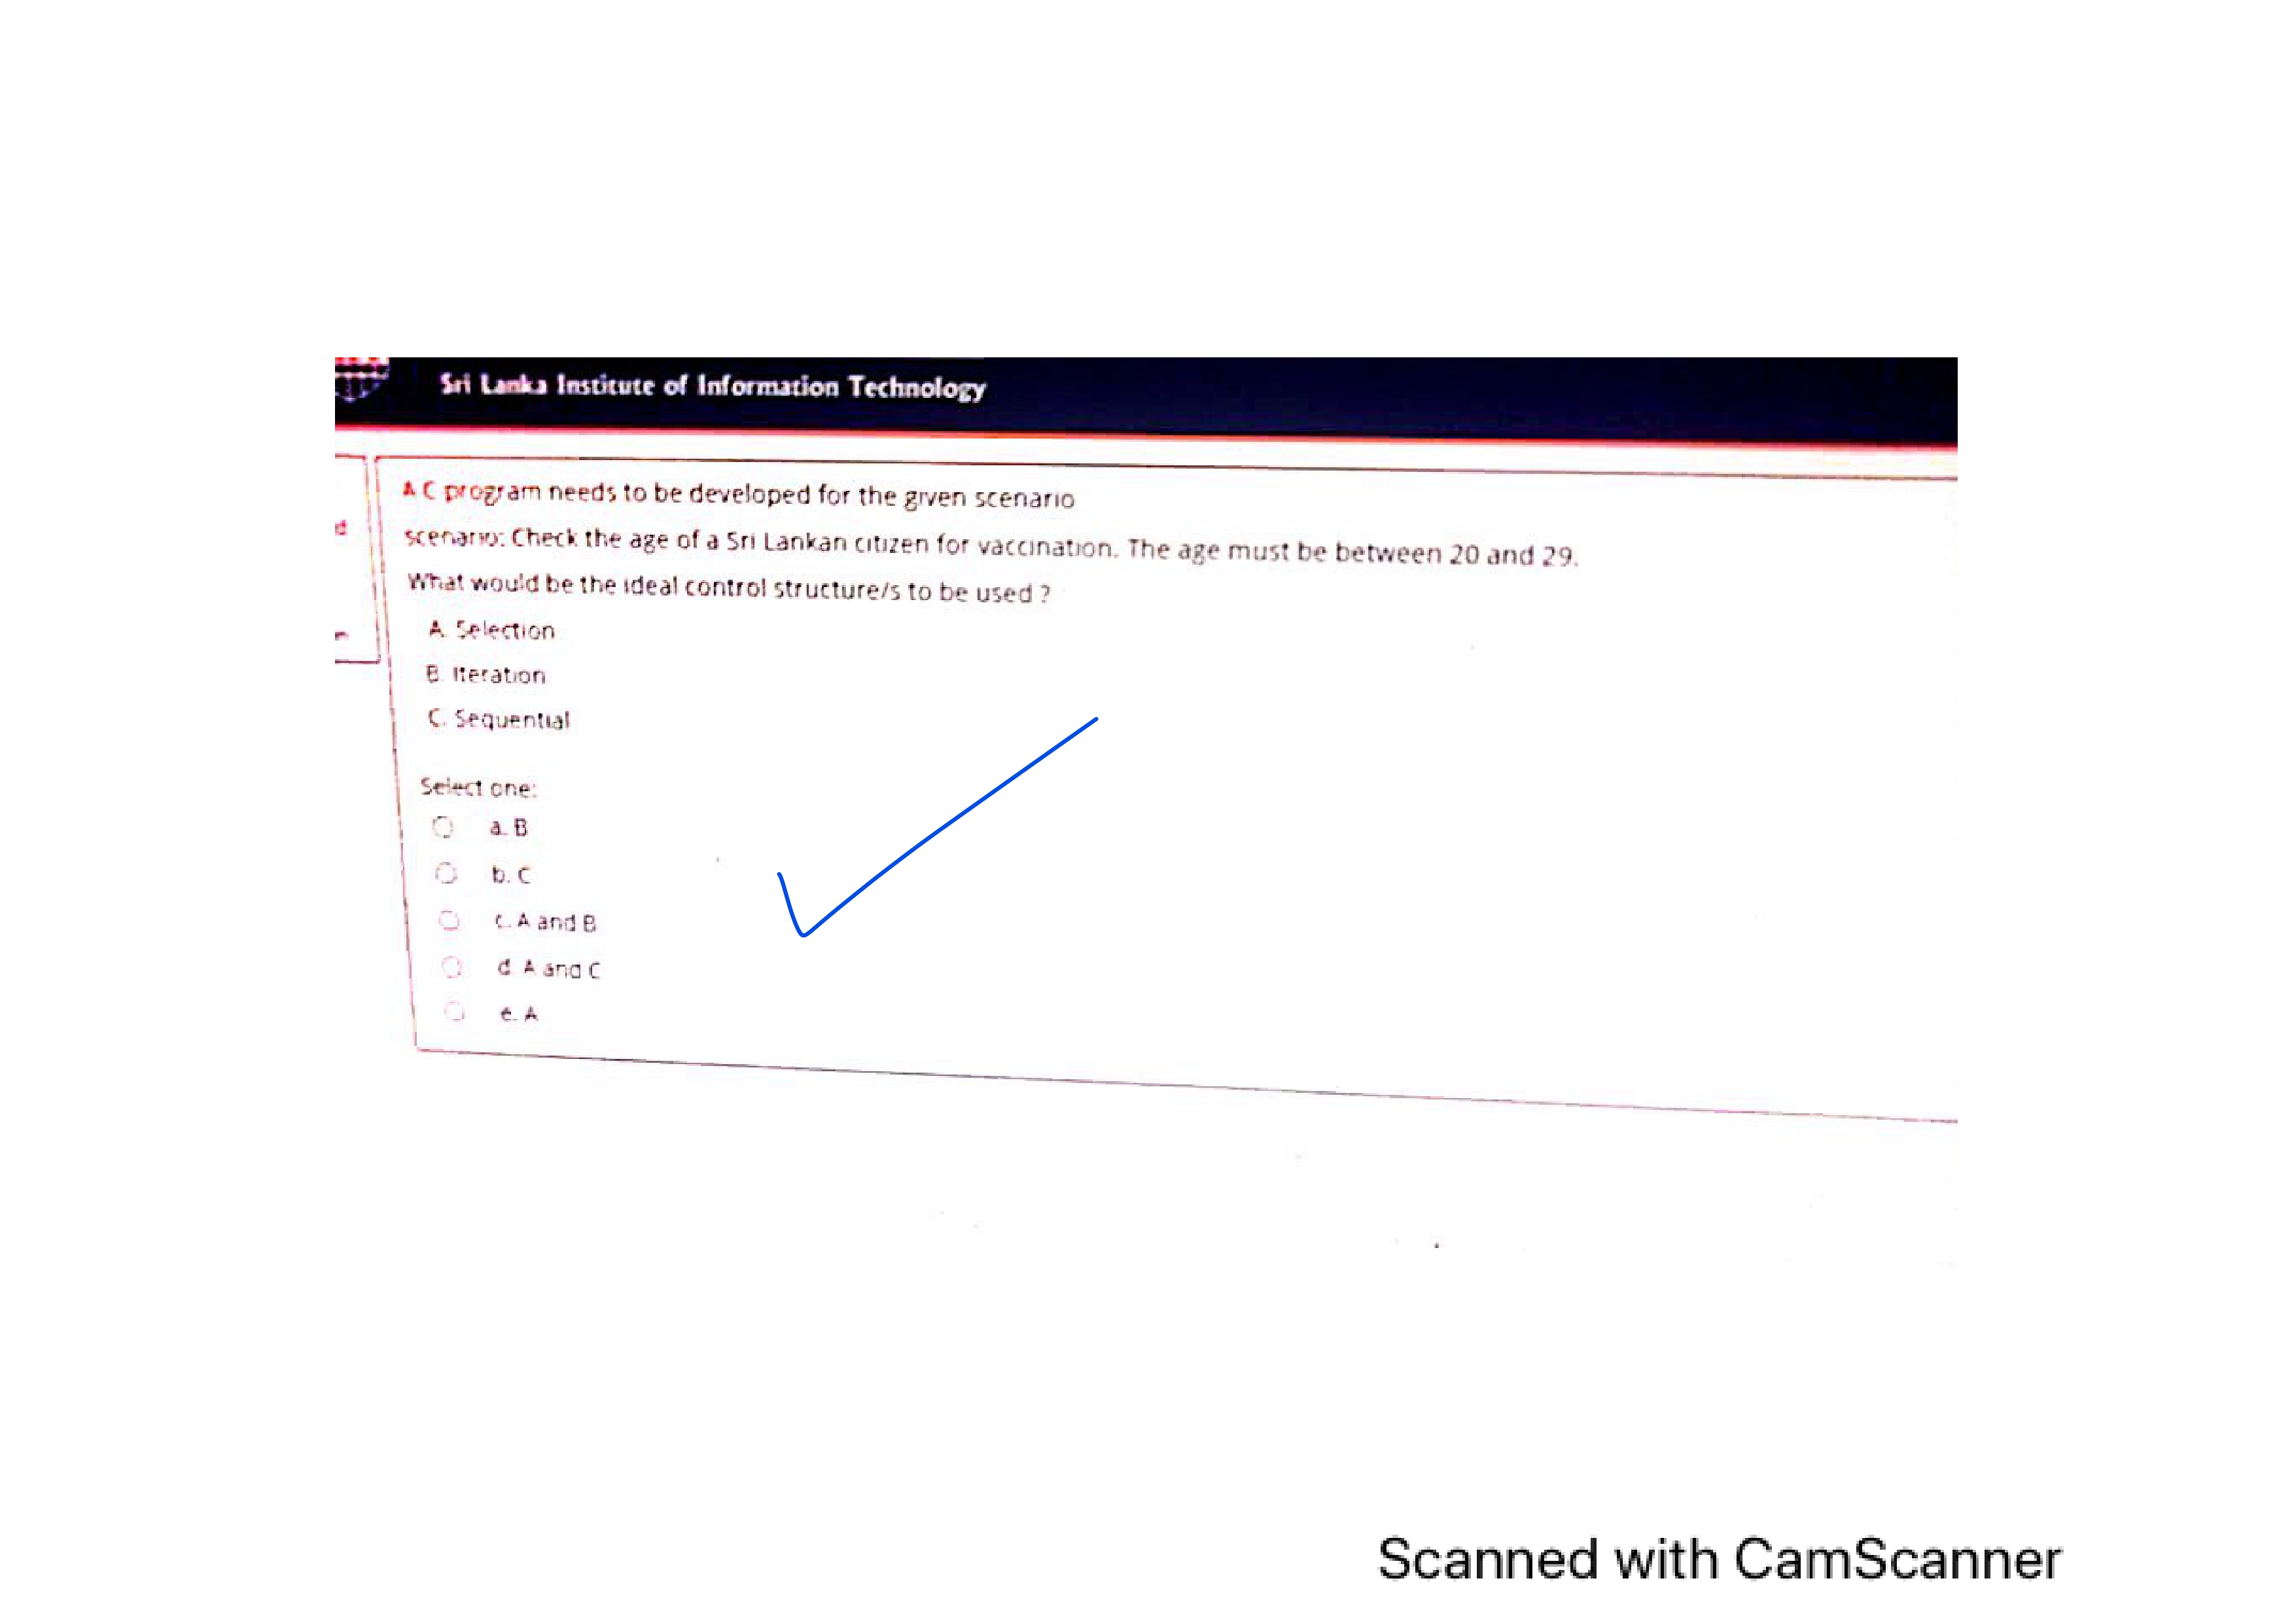 Sri Lanka Institute of Information Technology
A C program needs to be developed for the given scenario
scenario: Check the age of a Sri Lankan citizen for vaccination. The age must be between 20 and 29.
What would be the ideal control structure/s to be used ?
A. Selection
B. Iteration
C. Sequential
Select one:
a. B
b. C
c. A and B
d. A and C
e. A
Scanned with CamScanner